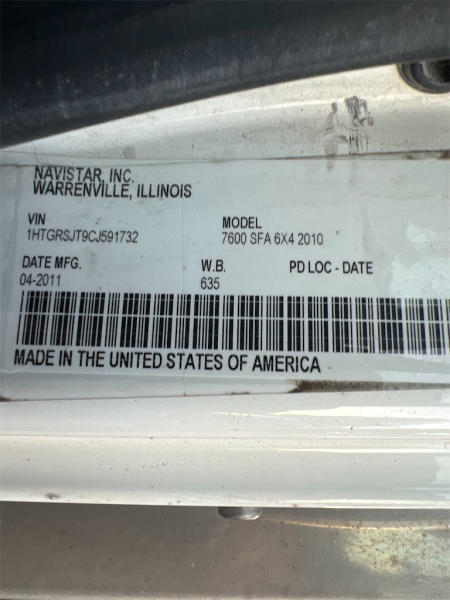 NAVISTAR, INC.
WARRENVILLE, ILLINOIS
VIN MODEL
1HTGRSJT9CJ591732 7600 SFA 6X4 2010
DATE MFG. W.B. PD LOC - DATE
04-2011 635
MADE IN THE UNITED STATES OF AMERICA